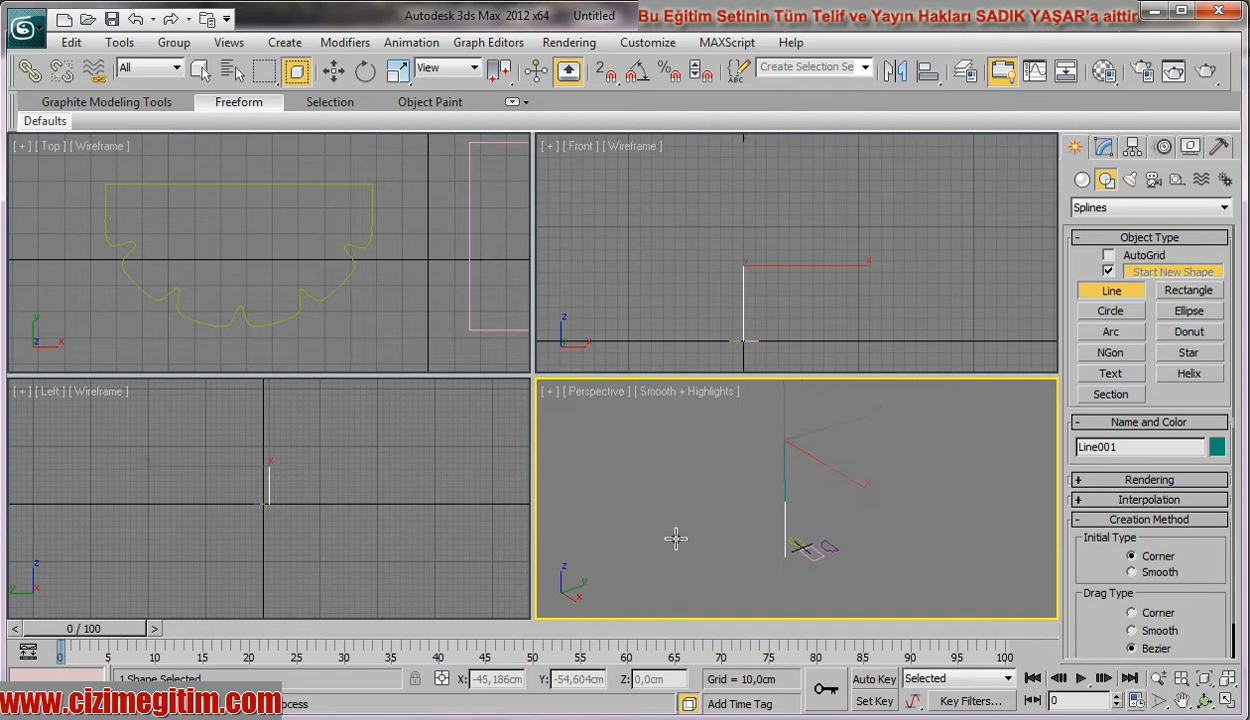 Autodesk 3ds Max 2012 x64 Untitled
Bu Eğitim Setinin Tüm Telif ve Yayın Hakları SADIK YAŞAR'a aittir
Edit Tools Group Views Create Modifiers Animation Graph Editors Rendering Customize MAXScript Help
All View Create Selection Se
Graphite Modeling Tools Freeform Selection Object Paint
Defaults
[ + ] [ Top ] [ Wireframe ]
[ + ] [ Front ] [ Wireframe ]
Splines
Object Type
AutoGrid
Start New Shape
Line Rectangle
Circle Ellipse
Arc Donut
NGon Star
Text Helix
Section
[ + ] [ Left ] [ Wireframe ]
[ + ] [ Perspective ] [ Smooth + Highlights ]
Name and Color
Line001
Rendering
Interpolation
Creation Method
Initial Type
Corner
Smooth
Drag Type
Corner
Smooth
Bezier
0 / 100
0 5 10 15 20 25 30 35 40 45 50 55 60 65 70 75 80 85 90 95 100
1 Shape Selected X: -45,186cm Y: -54,604cm Z: 0,0cm Grid = 10,0cm Auto Key Selected
Add Time Tag Set Key Key Filters... 0
www.cizimegitim.com